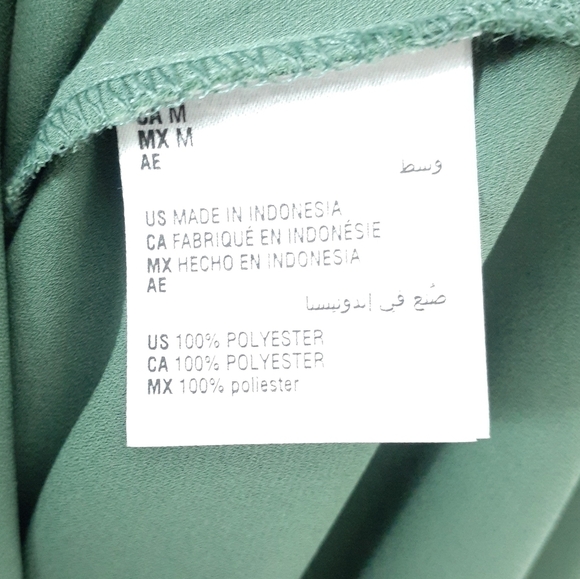 CA M
MX M
AE
وسط
US MADE IN INDONESIA
CA FABRIQUÉ EN INDONÉSIE
MX HECHO EN INDONESIA
AE
صُنع في إندونيسيا
US 100% POLYESTER
CA 100% POLYESTER
MX 100% poliester